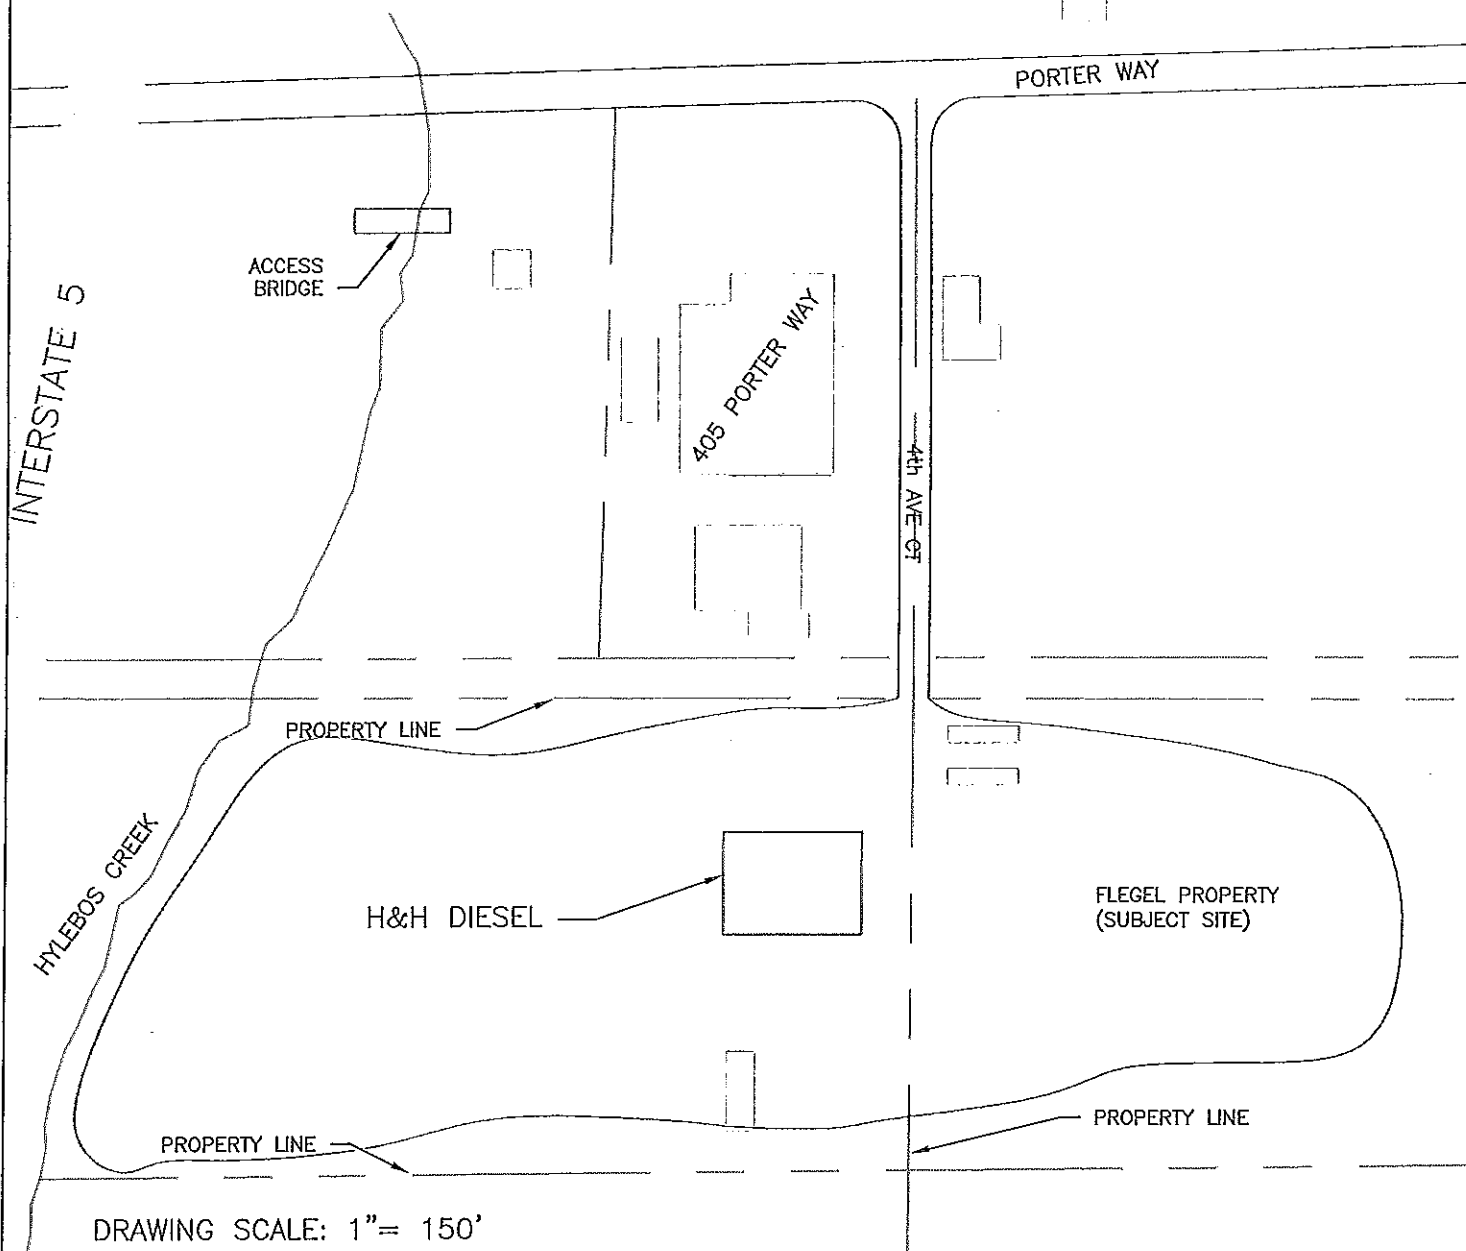 PORTER WAY
ACCESS
BRIDGE
INTERSTATE 5
405 PORTER WAY
4th AVE CT
PROPERTY LINE
HYLEBOS CREEK
H&H DIESEL
FLEGEL PROPERTY
(SUBJECT SITE)
PROPERTY LINE
PROPERTY LINE
DRAWING SCALE: 1"= 150'